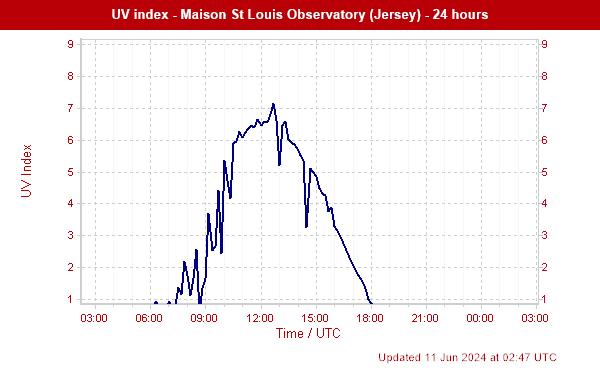 UV index - Maison St Louis Observatory (Jersey) - 24 hours
9 9
8 8
7 7
6 6
5 5
4 4
3 3
2 2
1 1
UV Index
03:00 06:00 09:00 12:00 15:00 18:00 21:00 00:00 03:00
Time / UTC
Updated 11 Jun 2024 at 02:47 UTC